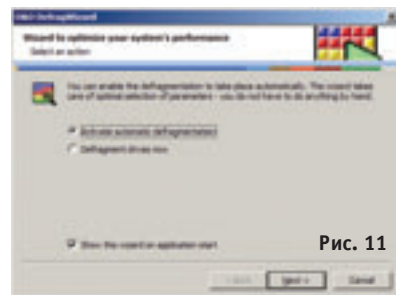 O&O DefragWizard
Wizard to optimize your system's performance
Select an action
You can enable the defragmentation to take place automatically. The wizard takes
care of optimal selection of parameters - you do not have to do anything by hand.
Activate automatic defragmentation
Defragment drives now
Show this wizard on application start
Рис. 11
Next >
Cancel